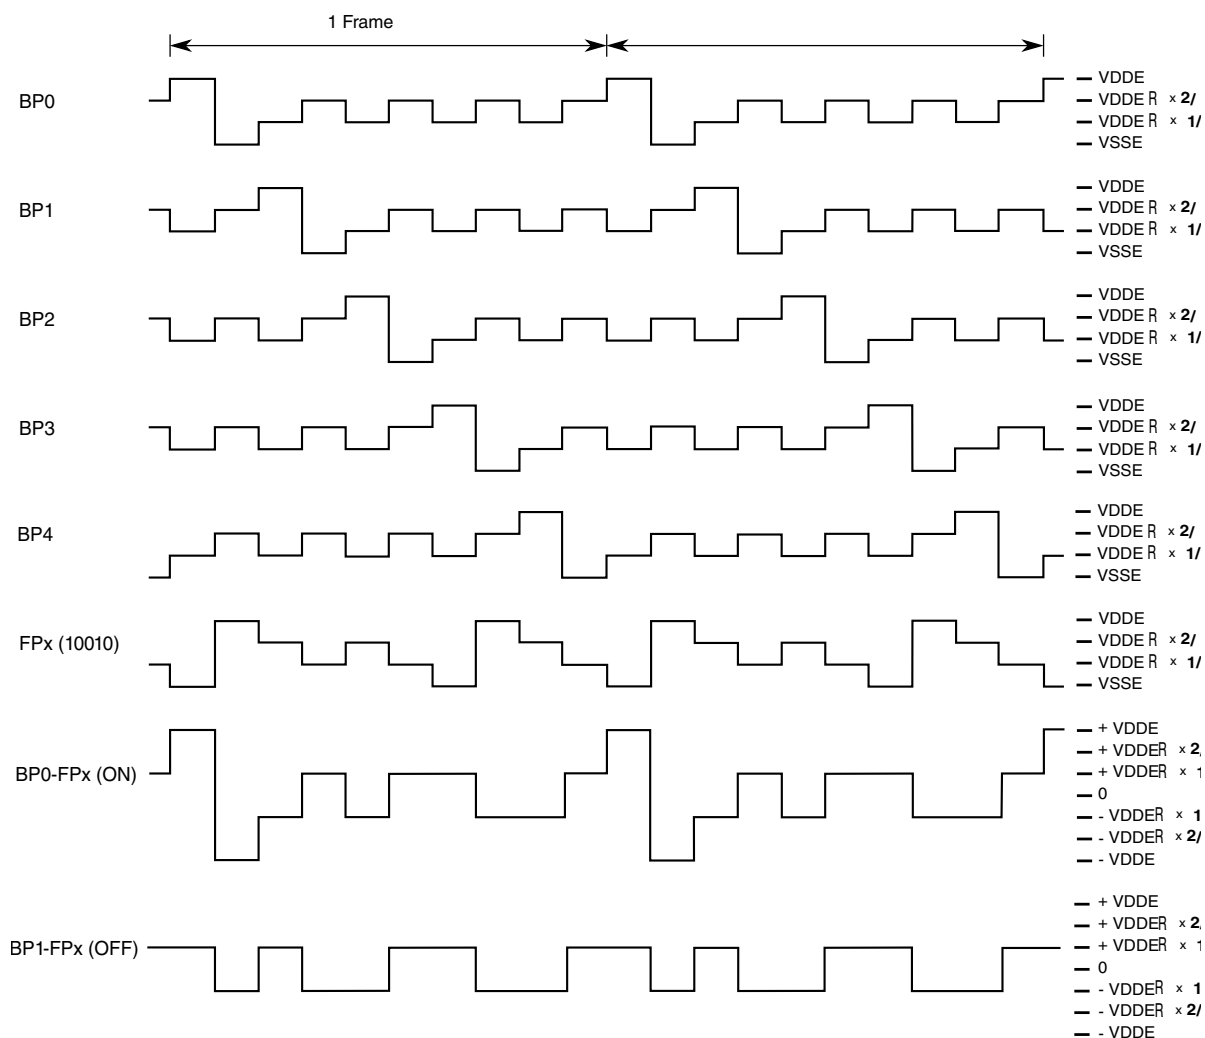 1 Frame
BP0
VDDE
VDDE R × 2/
VDDE R × 1/
VSSE
BP1
VDDE
VDDE R × 2/
VDDE R × 1/
VSSE
BP2
VDDE
VDDE R × 2/
VDDE R × 1/
VSSE
BP3
VDDE
VDDE R × 2/
VDDE R × 1/
VSSE
BP4
VDDE
VDDE R × 2/
VDDE R × 1/
VSSE
FPx (10010)
VDDE
VDDE R × 2/
VDDE R × 1/
VSSE
BP0-FPx (ON)
+ VDDE
+ VDDER × 2
+ VDDER × 1
0
- VDDER × 1
- VDDER × 2/
- VDDE
BP1-FPx (OFF)
+ VDDE
+ VDDER × 2
+ VDDER × 1
0
- VDDER × 1
- VDDER × 2/
- VDDE